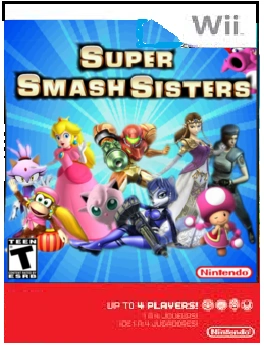 Wii
SUPER
SMASH SISTERS
TEEN
T
ESRB
Nintendo
UP TO 4 PLAYERS!
Nintendo